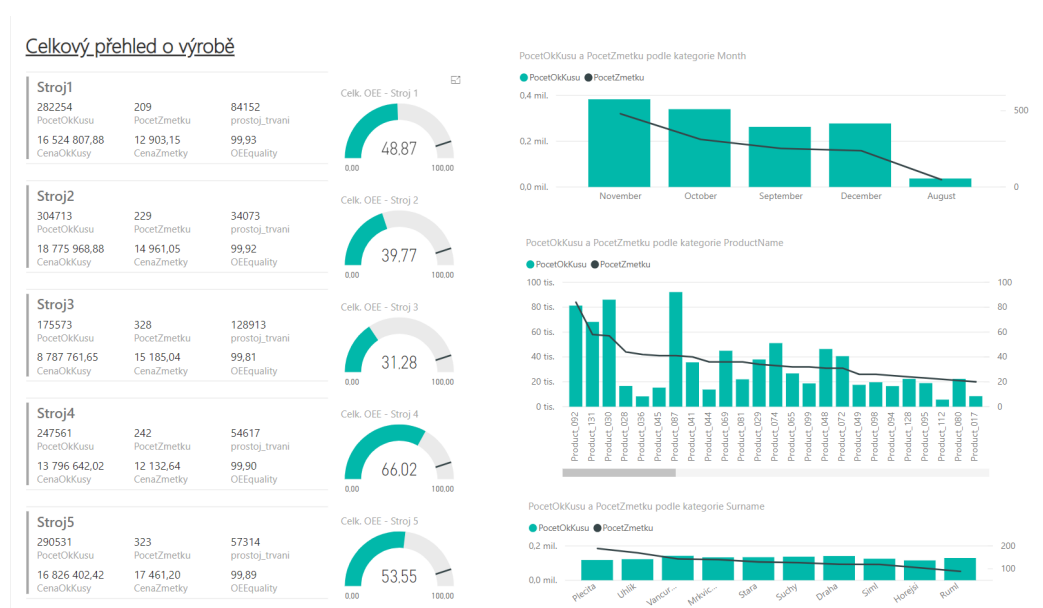 Celkový přehled o výrobě
Stroj1
282254 209 84152
PocetOkKusu PocetZmetku prostoj_trvani
16 524 807,88 12 903,15 99,93
CenaOkKusy CenaZmetky OEEquality
Celk. OEE - Stroj 1
48.87
0.00 100.00
Stroj2
304713 229 34073
PocetOkKusu PocetZmetku prostoj_trvani
18 775 968,88 14 961,05 99,92
CenaOkKusy CenaZmetky OEEquality
Celk. OEE - Stroj 2
39.77
0.00 100.00
Stroj3
175573 328 128913
PocetOkKusu PocetZmetku prostoj_trvani
8 787 761,65 15 185,04 99,81
CenaOkKusy CenaZmetky OEEquality
Celk. OEE - Stroj 3
31.28
0.00 100.00
Stroj4
247561 242 54617
PocetOkKusu PocetZmetku prostoj_trvani
13 796 642,02 12 132,64 99,90
CenaOkKusy CenaZmetky OEEquality
Celk. OEE - Stroj 4
66.02
0.00 100.00
Stroj5
290531 323 57314
PocetOkKusu PocetZmetku prostoj_trvani
16 826 402,42 17 461,20 99,89
CenaOkKusy CenaZmetky OEEquality
Celk. OEE - Stroj 5
53.55
0.00 100.00
PocetOkKusu a PocetZmetku podle kategorie Month
PocetOkKusu PocetZmetku
0,4 mil.
500
0,2 mil.
0,0 mil. 0
November October September December August
PocetOkKusu a PocetZmetku podle kategorie ProductName
PocetOkKusu PocetZmetku
100 tis. 100
80 tis. 80
60 tis. 60
40 tis. 40
20 tis. 20
0 tis. 0
Product_092 Product_131 Product_030 Product_028 Product_036 Product_045 Product_087 Product_041 Product_044 Product_069 Product_081 Product_029 Product_074 Product_065 Product_099 Product_048 Product_072 Product_049 Product_098 Product_094 Product_128 Product_095 Product_112 Product_080 Product_017
PocetOkKusu a PocetZmetku podle kategorie Surname
PocetOkKusu PocetZmetku
0,2 mil. 200
100
0,0 mil.
Plecita Uhlik Vancur... Mrkvic... Stara Suchy Draha Siml Horejsi Ruml